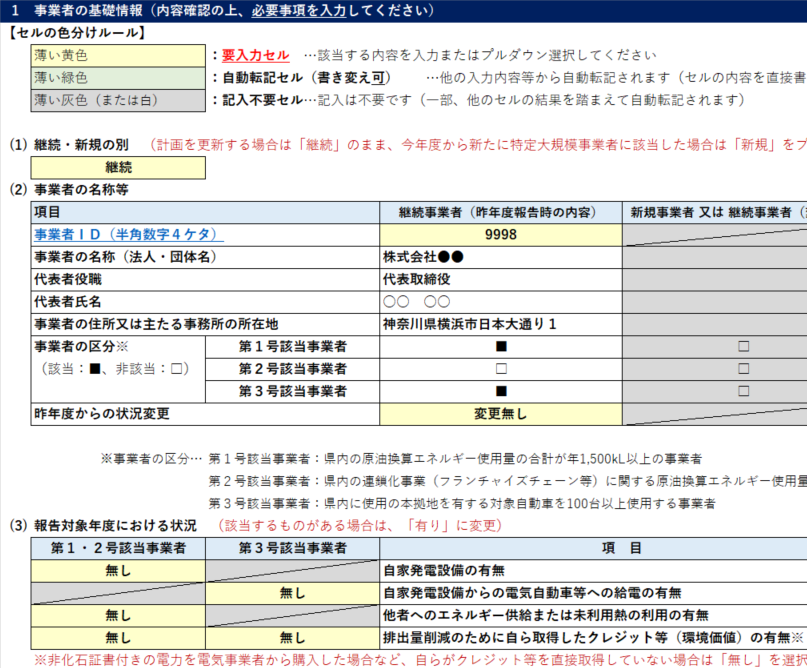 1 事業者の基礎情報（内容確認の上、必要事項を入力してください）
【セルの色分けルール】
薄い黄色 ：要入力セル …該当する内容を入力またはプルダウン選択してください
薄い緑色 ：自動転記セル（書き変え可） …他の入力内容等から自動転記されます（セルの内容を直接書
薄い灰色（または白） ：記入不要セル…記入は不要です（一部、他のセルの結果を踏まえて自動転記されます）
(1) 継続・新規の別 （計画を更新する場合は「継続」のまま、今年度から新たに特定大規模事業者に該当した場合は「新規」をプ
継続
(2) 事業者の名称等
項目 継続事業者（昨年度報告時の内容） 新規事業者 又は 継続事業者
事業者ＩＤ（半角数字４ケタ） 9998
事業者の名称（法人・団体名） 株式会社●●
代表者役職 代表取締役
代表者氏名 ○○ ○○
事業者の住所又は主たる事務所の所在地 神奈川県横浜市日本大通り１
事業者の区分※ 第１号該当事業者 ■ □
（該当：■、非該当：□） 第２号該当事業者 □ □
第３号該当事業者 ■ □
昨年度からの状況変更 変更無し
※事業者の区分… 第１号該当事業者：県内の原油換算エネルギー使用量の合計が年1,500kL以上の事業者
第２号該当事業者：県内の連鎖化事業（フランチャイズチェーン等）に関する原油換算エネルギー使用量
第３号該当事業者：県内に使用の本拠地を有する対象自動車を100台以上使用する事業者
(3) 報告対象年度における状況 （該当するものがある場合は、「有り」に変更）
第１・２号該当事業者 第３号該当事業者 項 目
無し 自家発電設備の有無
無し 自家発電設備からの電気自動車等への給電の有無
無し 他者へのエネルギー供給または未利用熱の利用の有無
無し 無し 排出量削減のために自ら取得したクレジット等（環境価値）の有無※
※非化石証書付きの電力を電気事業者から購入した場合など、自らがクレジット等を直接取得していない場合は「無し」を選択